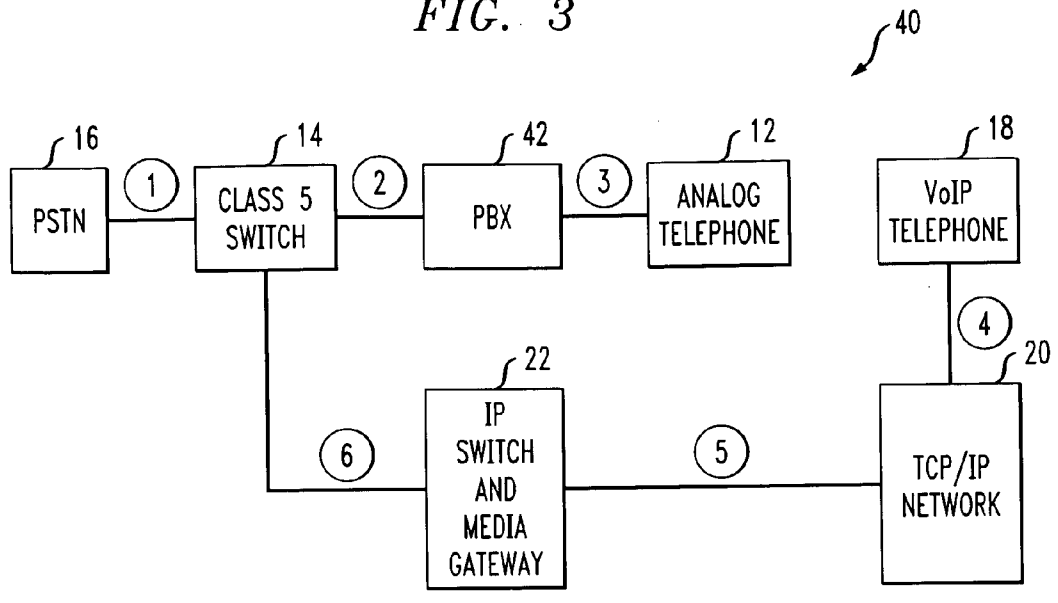 FIG. 3
40
16
14
42
12
18
PSTN
1
CLASS 5
SWITCH
2
PBX
3
ANALOG
TELEPHONE
VoIP
TELEPHONE
4
22
20
IP
SWITCH
AND
MEDIA
GATEWAY
6
5
TCP/IP
NETWORK